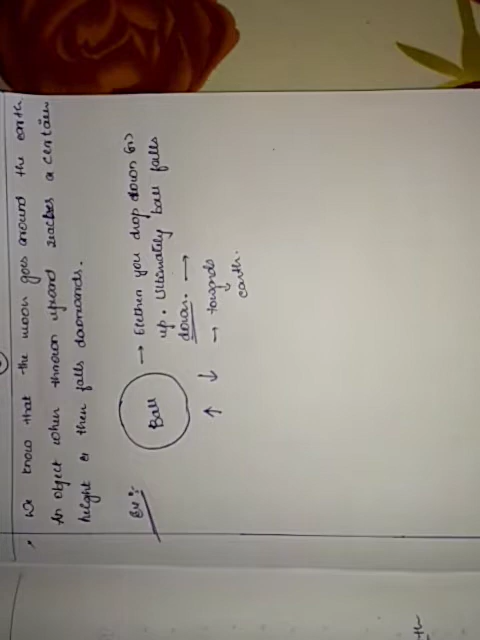 * We know that the moon goes around the earth
An object when thrown upward reaches a certain
height & then falls downwards.
Ex:-
Ball → Either you drop down (or)
up. Ultimately ball falls
down. →
↑ ↓ → towards
↓
earth.
th